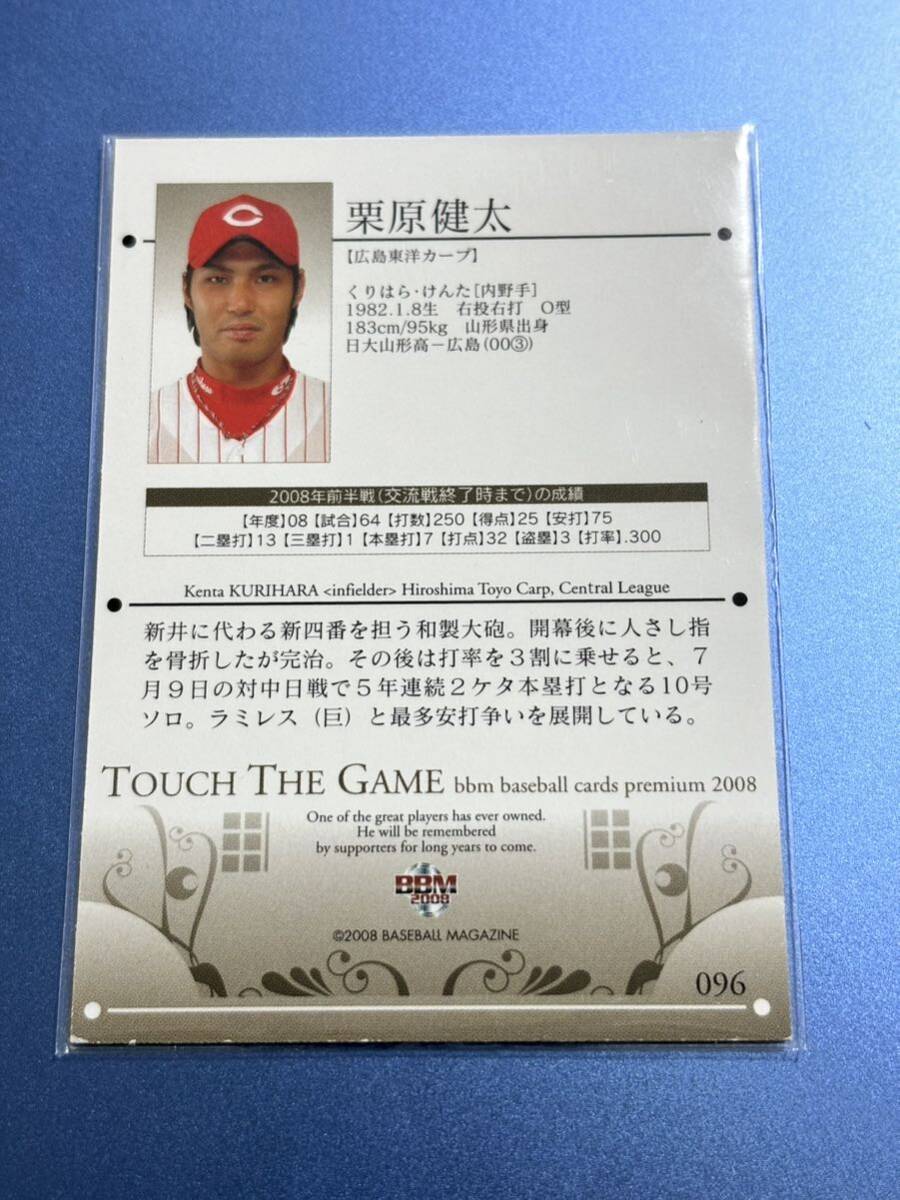 栗原健太
【広島東洋カープ】
くりはら・けんた[内野手]
1982.1.8生 右投右打 O型
183cm/95kg 山形県出身
日大山形高－広島(00③)
2008年前半戦(交流戦終了時まで)の成績
【年度】08【試合】64【打数】250【得点】25【安打】75
【二塁打】13【三塁打】1【本塁打】7【打点】32【盗塁】3【打率】.300
Kenta KURIHARA <infielder> Hiroshima Toyo Carp, Central League
新井に代わる新四番を担う和製大砲。開幕後に人さし指
を骨折したが完治。その後は打率を３割に乗せると、７
月９日の対中日戦で５年連続２ケタ本塁打となる10号
ソロ。ラミレス（巨）と最多安打争いを展開している。
TOUCH THE GAME bbm baseball cards premium 2008
One of the great players has ever owned.
He will be remembered
by supporters for long years to come.
BBM
2008
©2008 BASEBALL MAGAZINE
096